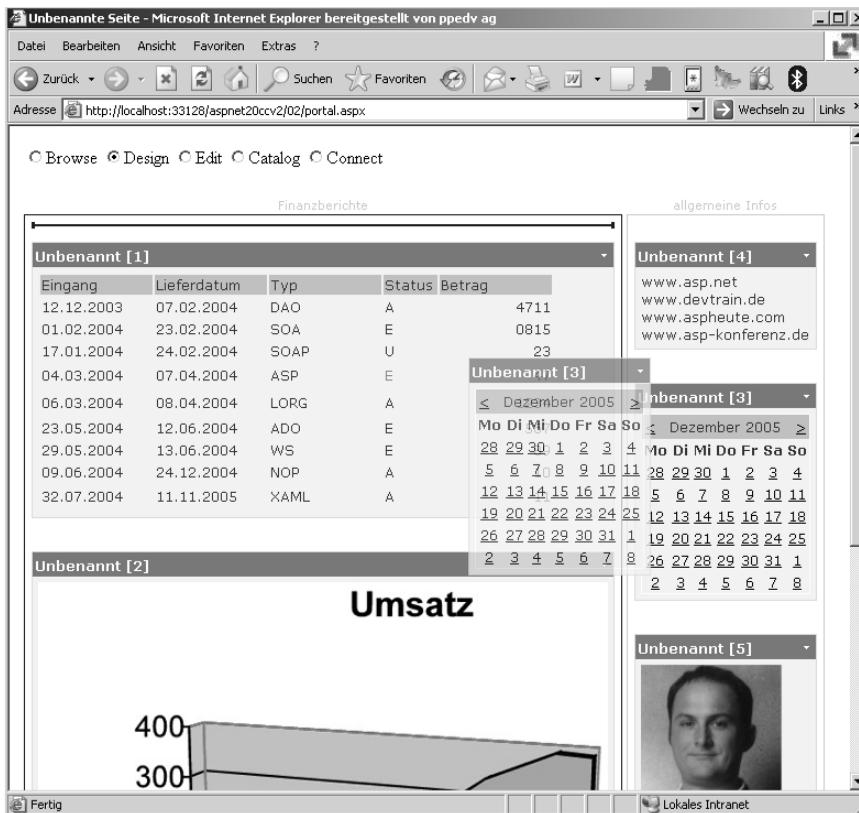 Unbenannte Seite - Microsoft Internet Explorer bereitgestellt von ppedv ag
Datei Bearbeiten Ansicht Favoriten Extras ?
Zurück Suchen Favoriten
Adresse http://localhost:33128/aspnet20ccv2/02/portal.aspx Wechseln zu Links
Browse Design Edit Catalog Connect
Finanzberichte
Unbenannt [1]
Eingang Lieferdatum Typ Status Betrag
12.12.2003 07.02.2004 DAO A 4711
01.02.2004 23.02.2004 SOA E 0815
17.01.2004 24.02.2004 SOAP U 23
04.03.2004 07.04.2004 ASP E
06.03.2004 08.04.2004 LORG A
23.05.2004 12.06.2004 ADO E
29.05.2004 13.06.2004 WS E
09.06.2004 24.12.2004 NOP A
32.07.2004 11.11.2005 XAML A
Unbenannt [3]
< Dezember 2005 >
Mo Di Mi Do Fr Sa So
28 29 30 1 2 3 4
5 6 7 8 9 10 11
12 13 14 15 16 17 18
19 20 21 22 23 24 25
26 27 28 29 30 31 1
2 3 4 5 6 7 8
Unbenannt [2]
Umsatz
400
300
allgemeine Infos
Unbenannt [4]
www.asp.net
www.devtrain.de
www.aspheute.com
www.asp-konferenz.de
Unbenannt [3]
< Dezember 2005 >
Mo Di Mi Do Fr Sa So
28 29 30 1 2 3 4
5 6 7 8 9 10 11
12 13 14 15 16 17 18
19 20 21 22 23 24 25
26 27 28 29 30 31 1
2 3 4 5 6 7 8
Unbenannt [5]
Fertig Lokales Intranet